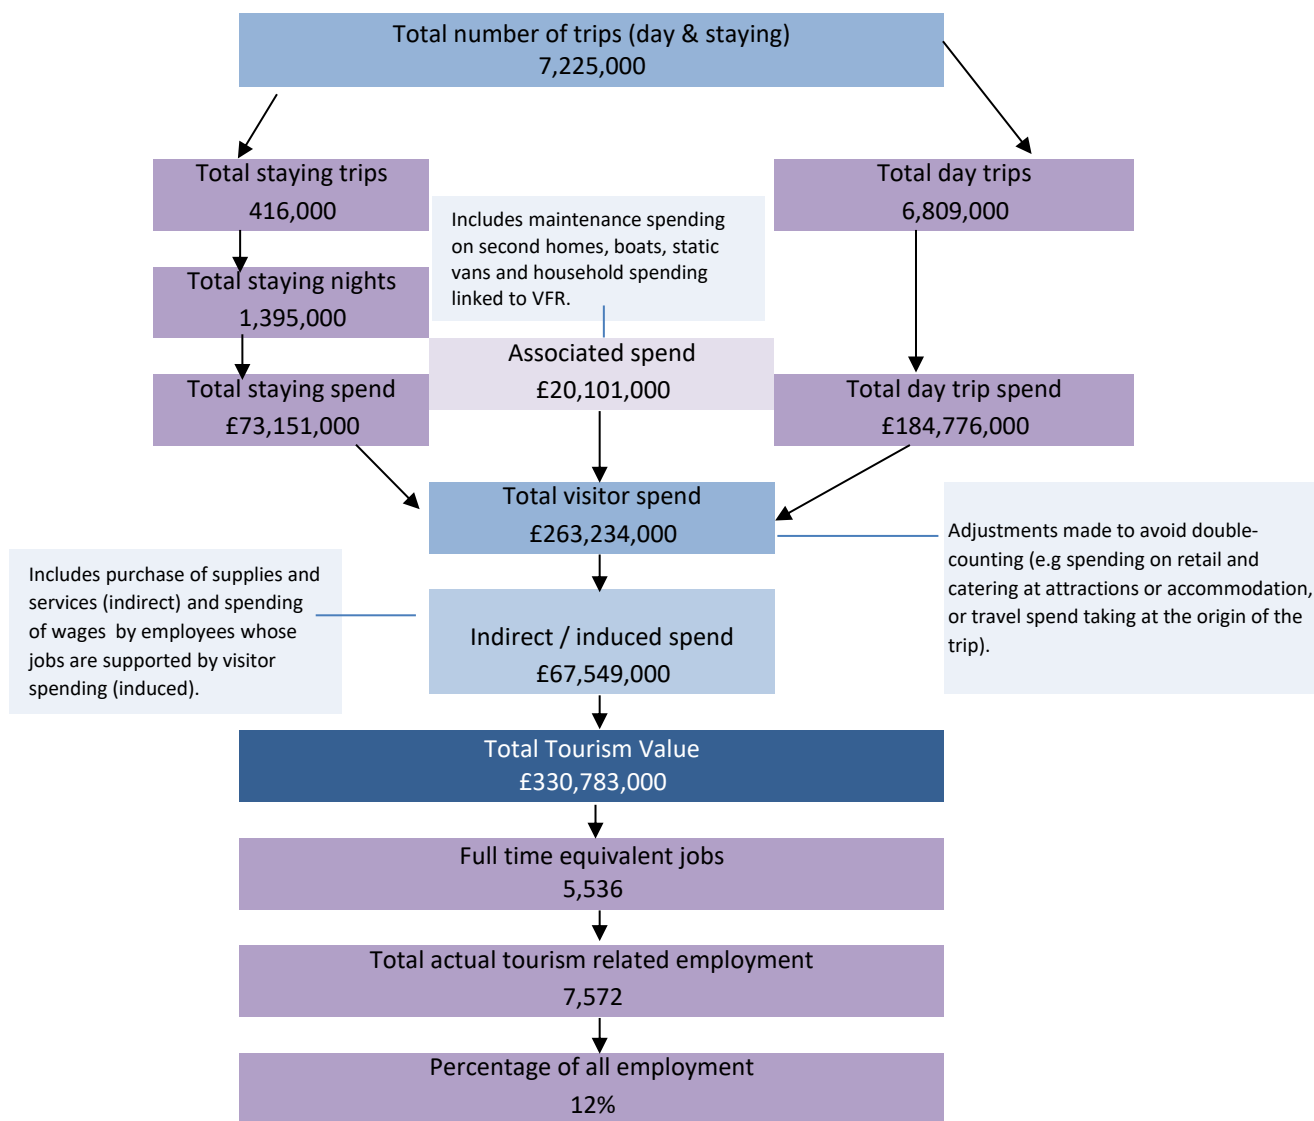 Total number of trips (day & staying)
7,225,000
Total staying trips
416,000
Total day trips
6,809,000
Includes maintenance spending
on second homes, boats, static
vans and household spending
linked to VFR.
Total staying nights
1,395,000
Total staying spend
£73,151,000
Associated spend
£20,101,000
Total day trip spend
£184,776,000
Total visitor spend
£263,234,000
Adjustments made to avoid double-
counting (e.g spending on retail and
catering at attractions or accommodation,
or travel spend taking at the origin of the
trip).
Includes purchase of supplies and
services (indirect) and spending
of wages by employees whose
jobs are supported by visitor
spending (induced).
Indirect / induced spend
£67,549,000
Total Tourism Value
£330,783,000
Full time equivalent jobs
5,536
Total actual tourism related employment
7,572
Percentage of all employment
12%